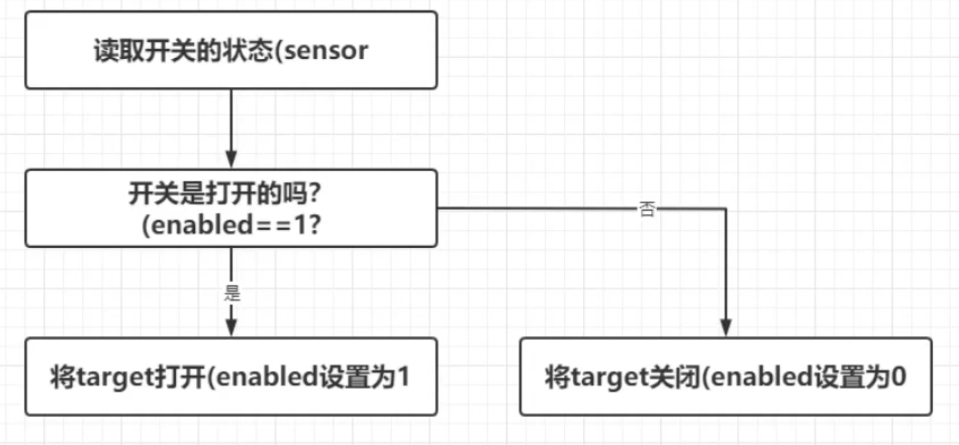 读取开关的状态(sensor
开关是打开的吗?
(enabled==1?
否
是
将target打开(enabled设置为1
将target关闭(enabled设置为0